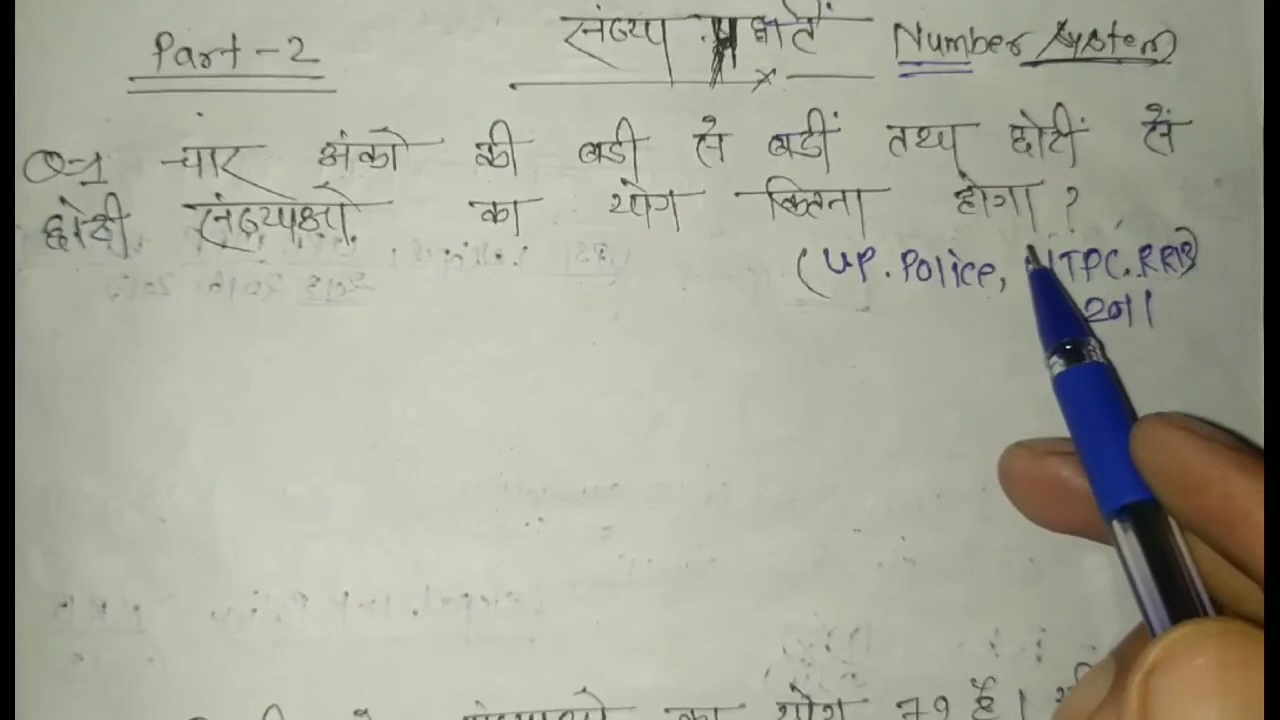 Part-2 संख्या पद्धति Number System
Q-1 चार अंको की बडी से बडीं तथा छोटीं सें
छोटी संख्याओं का योग कितना होगा ?
(UP. Police, NTPC. RRB)
2011
का योग 79 है।